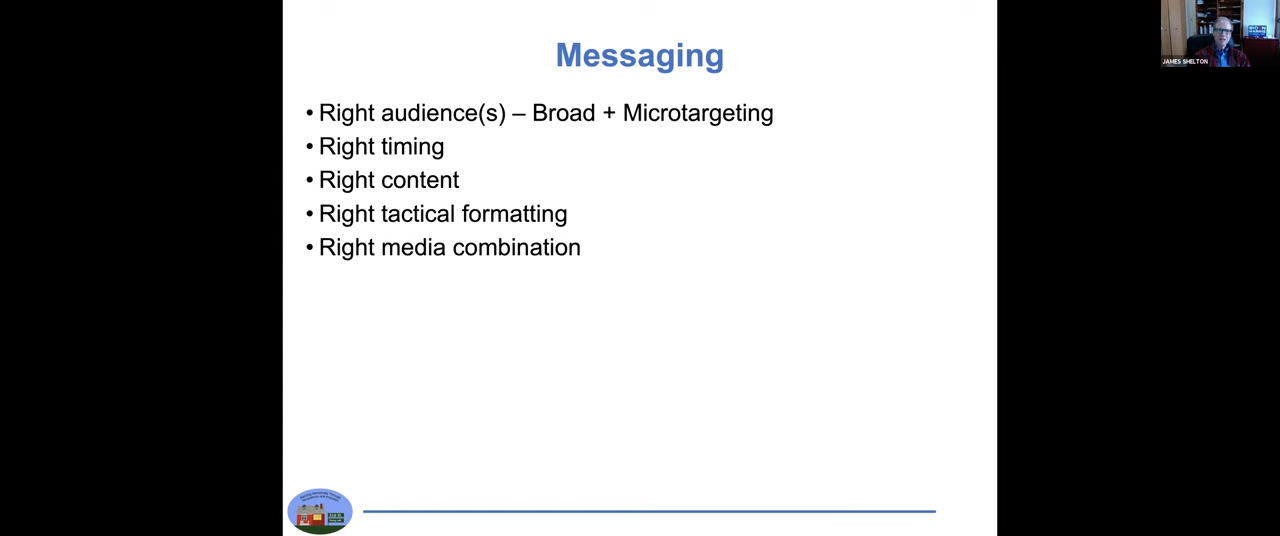 Messaging
• Right audience(s) – Broad + Microtargeting
• Right timing
• Right content
• Right tactical formatting
• Right media combination
JAMES SHELTON